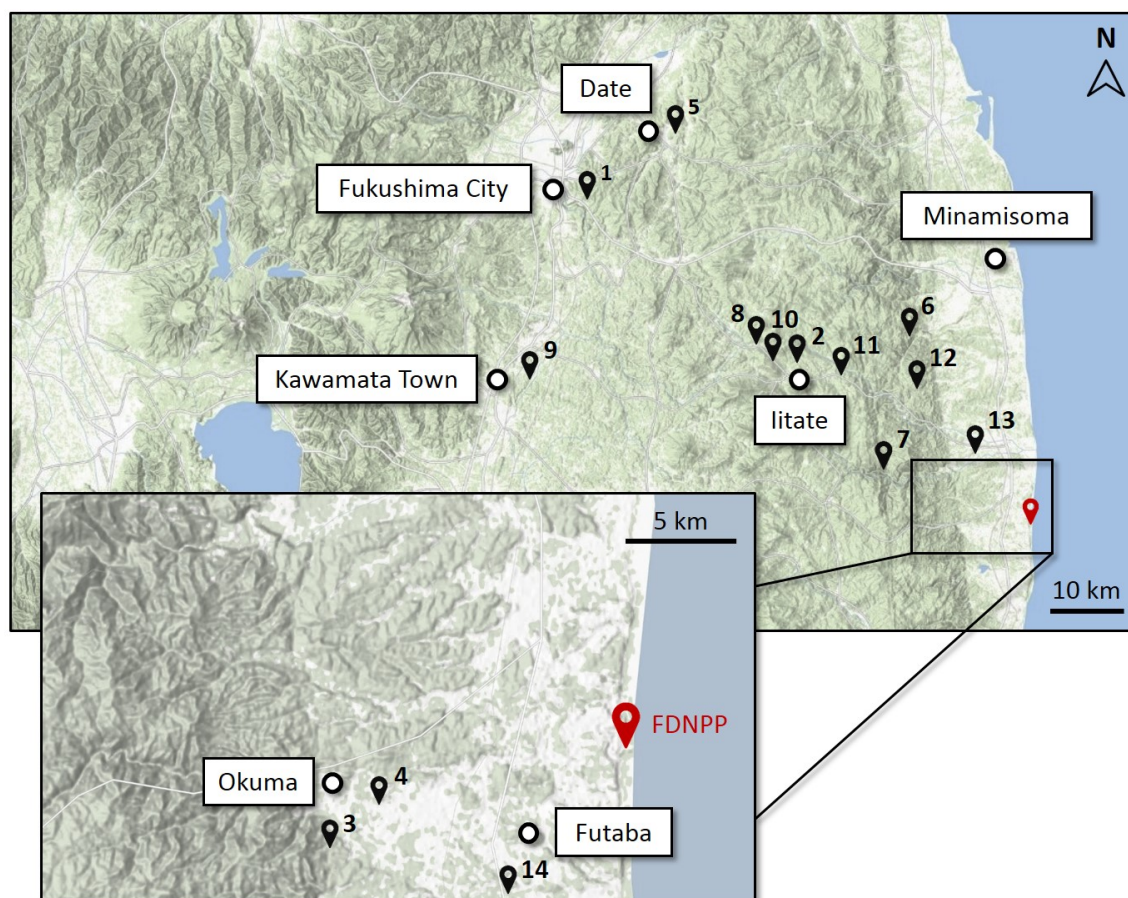 N
Date
5
Fukushima City
1
Minamisoma
6
8
10
2
11
9
12
Kawamata Town
Iitate
13
7
5 km
10 km
FDNPP
Okuma
4
3
Futaba
14